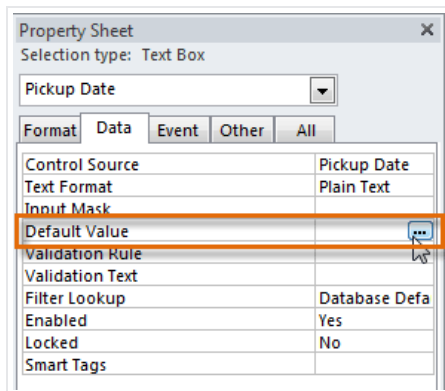 Property Sheet
Selection type: Text Box
Pickup Date
Format Data Event Other All
Control Source Pickup Date
Text Format Plain Text
Input Mask
Default Value ...
Validation Rule
Validation Text
Filter Lookup Database Defa
Enabled Yes
Locked No
Smart Tags